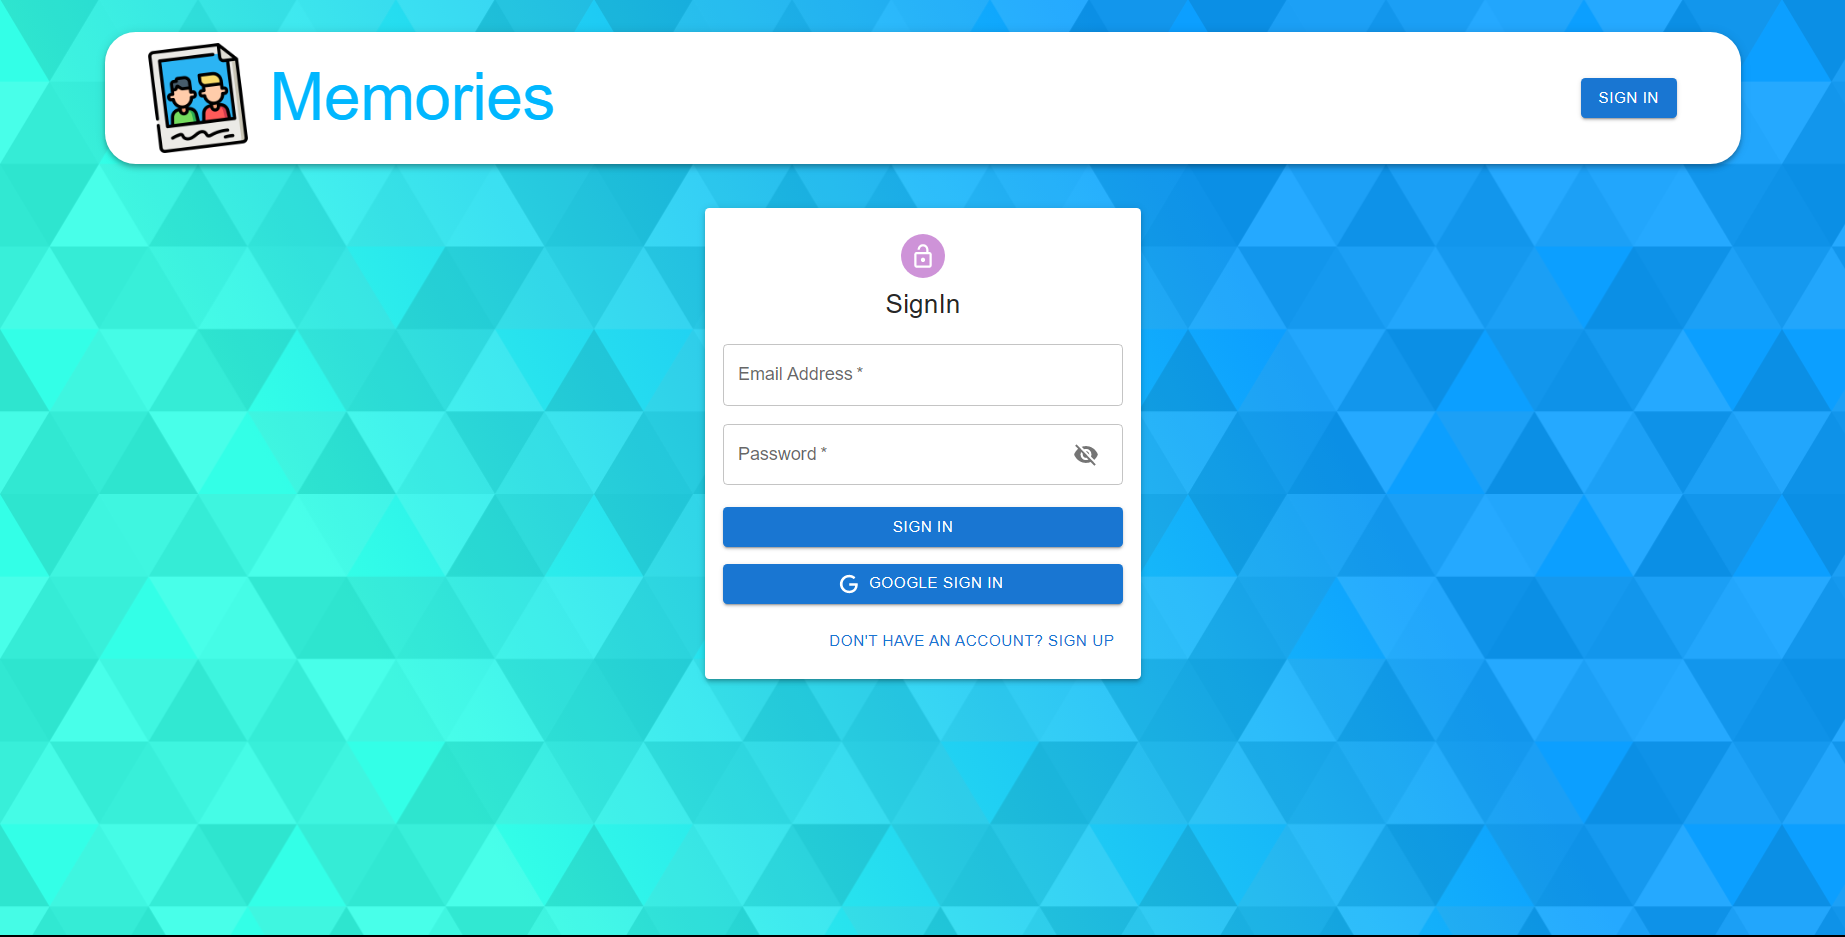 Memories
SIGN IN
SignIn
Email Address *
Password *
SIGN IN
GOOGLE SIGN IN
DON'T HAVE AN ACCOUNT? SIGN UP